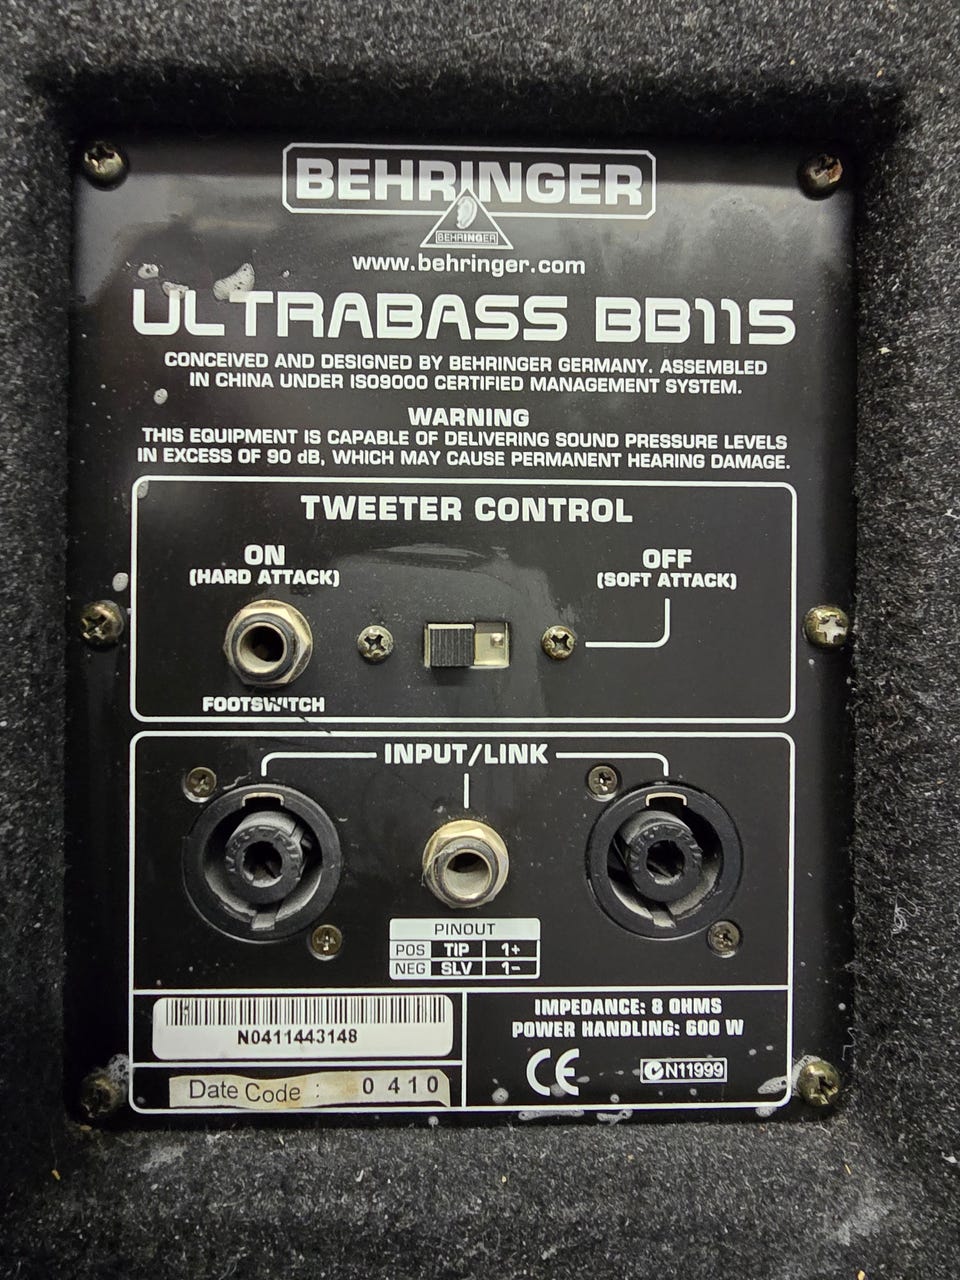 BEHRINGER
BEHRINGER
www.behringer.com
ULTRABASS BB115
CONCEIVED AND DESIGNED BY BEHRINGER GERMANY. ASSEMBLED
IN CHINA UNDER ISO9000 CERTIFIED MANAGEMENT SYSTEM.
WARNING
THIS EQUIPMENT IS CAPABLE OF DELIVERING SOUND PRESSURE LEVELS
IN EXCESS OF 90 dB, WHICH MAY CAUSE PERMANENT HEARING DAMAGE.
TWEETER CONTROL
ON
(HARD ATTACK)
OFF
(SOFT ATTACK)
FOOTSWITCH
INPUT/LINK
PINOUT
POS TIP 1+
NEG SLV 1-
N0411443148
Date Code : 0410
IMPEDANCE: 8 OHMS
POWER HANDLING: 600 W
CE
N11999